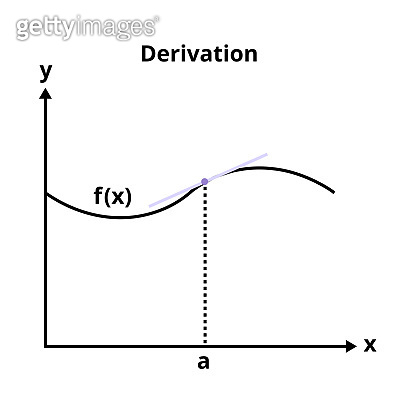 gettyimages®
Derivation
y
f(x)
x
a